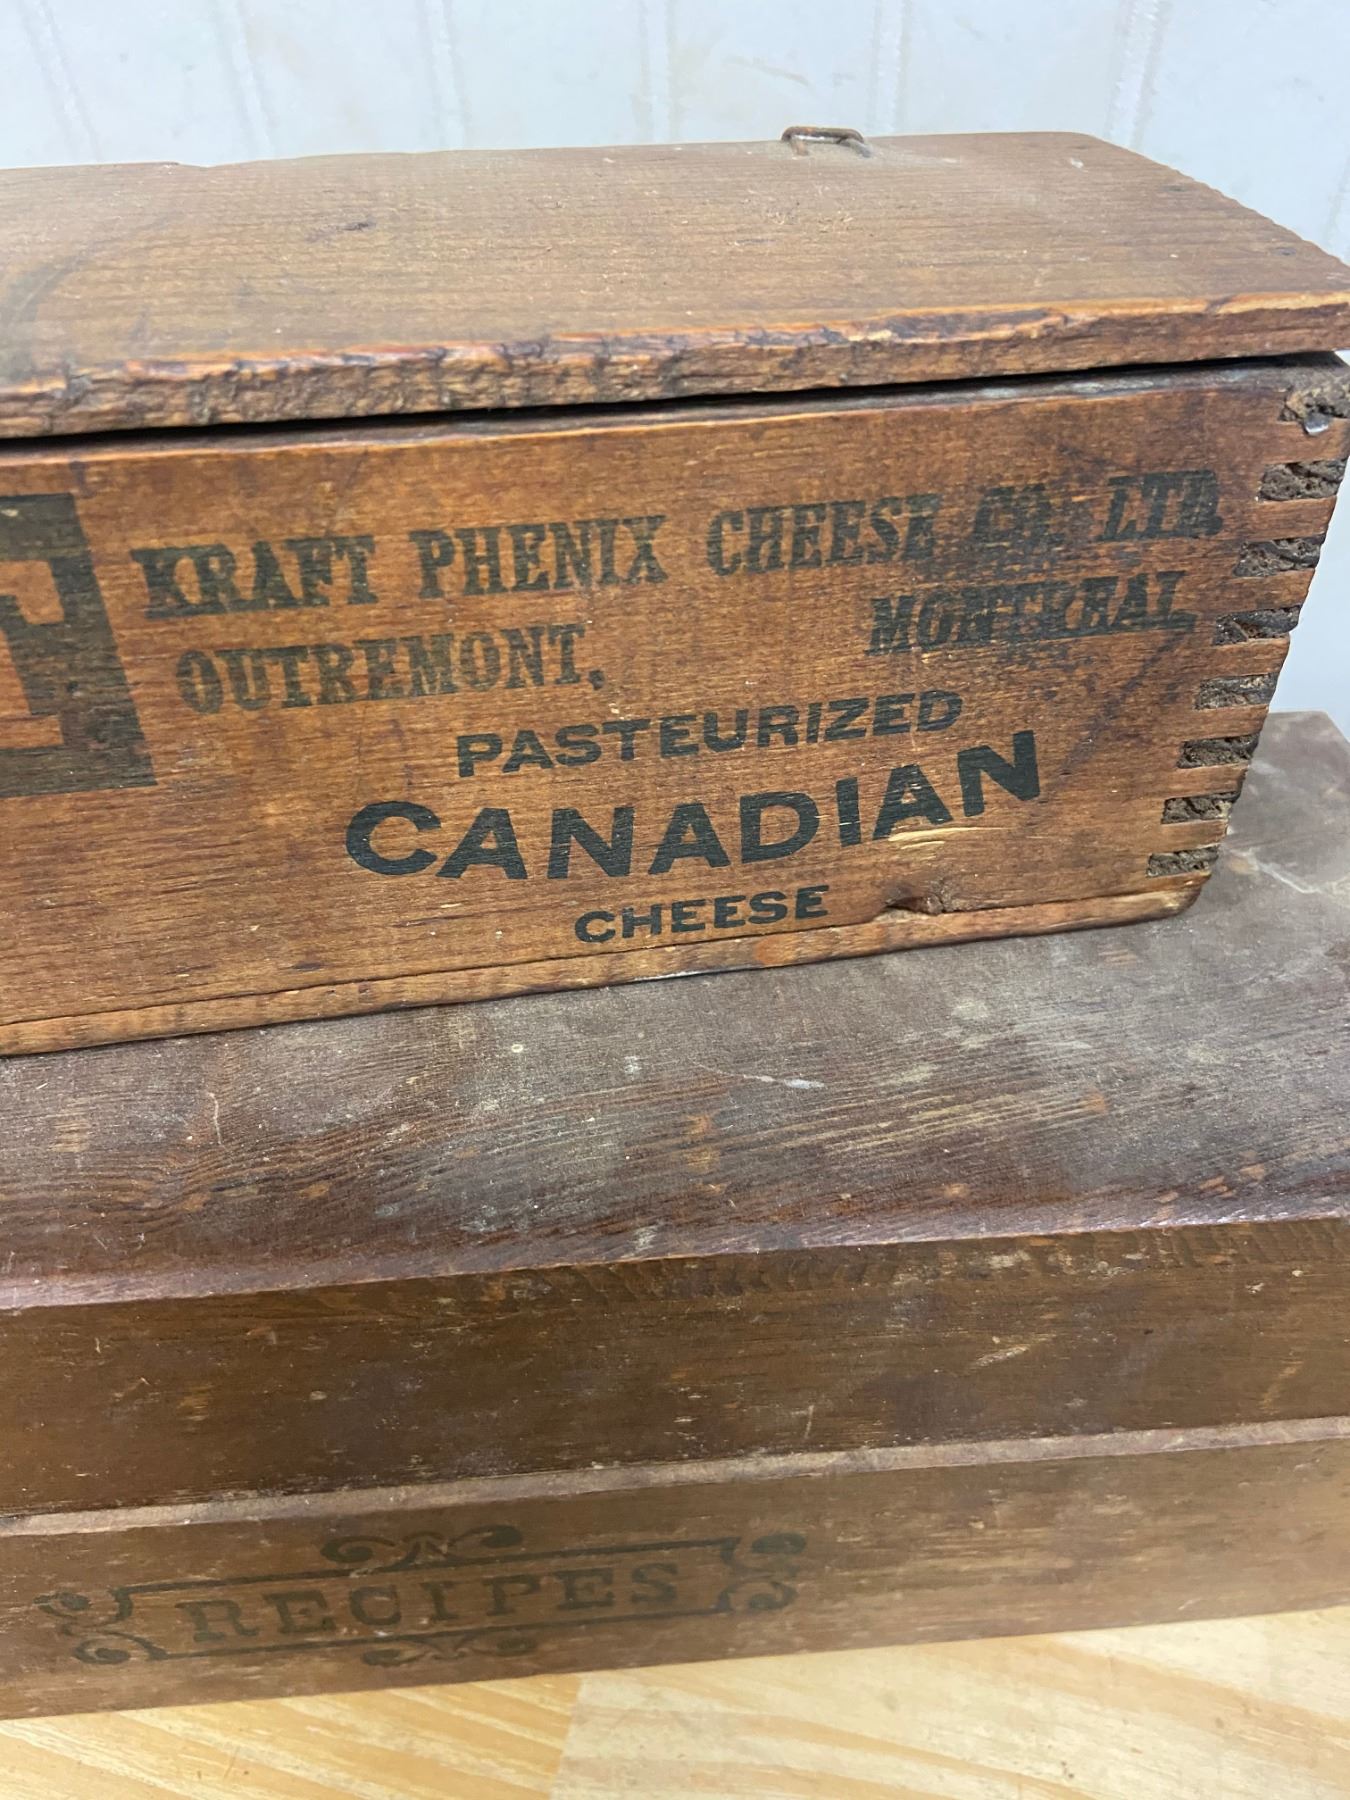 KRAFT PHENIX CHEESE CO. LTD.
OUTREMONT, MONTREAL
PASTEURIZED
CANADIAN
CHEESE
RECIPES